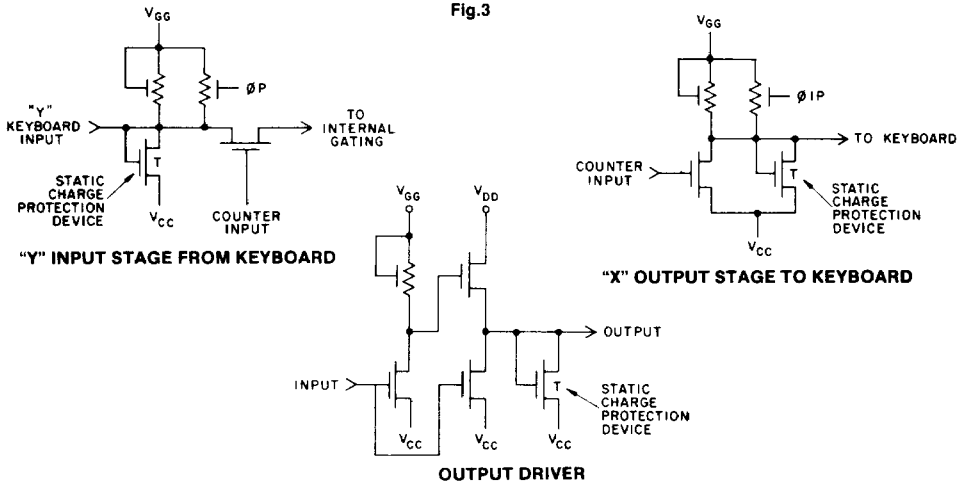 Fig.3
VGG
ØP
"Y"
KEYBOARD
INPUT
TO
INTERNAL
GATING
T
STATIC
CHARGE
PROTECTION
DEVICE
VCC
COUNTER
INPUT
"Y" INPUT STAGE FROM KEYBOARD
VGG
Ø IP
TO KEYBOARD
COUNTER
INPUT
T
STATIC
CHARGE
PROTECTION
DEVICE
VCC
"X" OUTPUT STAGE TO KEYBOARD
VGG
VDD
OUTPUT
INPUT
T
STATIC
CHARGE
PROTECTION
DEVICE
VCC
VCC
VCC
OUTPUT DRIVER